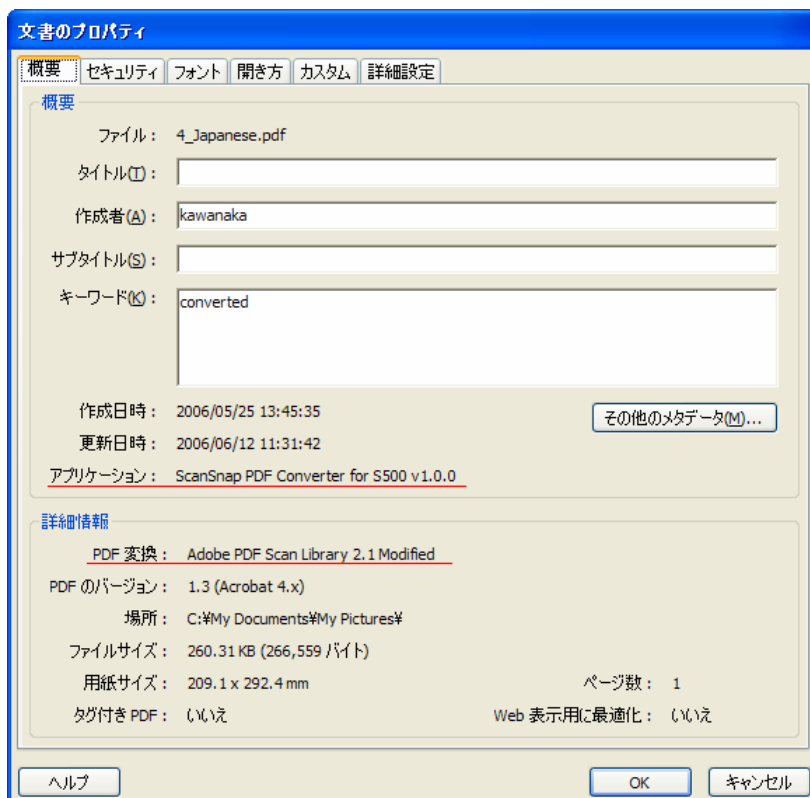 文書のプロパティ
概要 セキュリティ フォント 開き方 カスタム 詳細設定
概要
ファイル: 4_Japanese.pdf
タイトル(T):
作成者(A): kawanaka
サブタイトル(S):
キーワード(K): converted
作成日時: 2006/05/25 13:45:35 その他のメタデータ(M)...
更新日時: 2006/06/12 11:31:42
アプリケーション: ScanSnap PDF Converter for S500 v1.0.0
詳細情報
PDF 変換: Adobe PDF Scan Library 2.1 Modified
PDF のバージョン: 1.3 (Acrobat 4.x)
場所: C:¥My Documents¥My Pictures¥
ファイルサイズ: 260.31 KB (266,559 バイト)
用紙サイズ: 209.1 x 292.4 mm ページ数: 1
タグ付き PDF: いいえ Web 表示用に最適化: いいえ
ヘルプ OK キャンセル